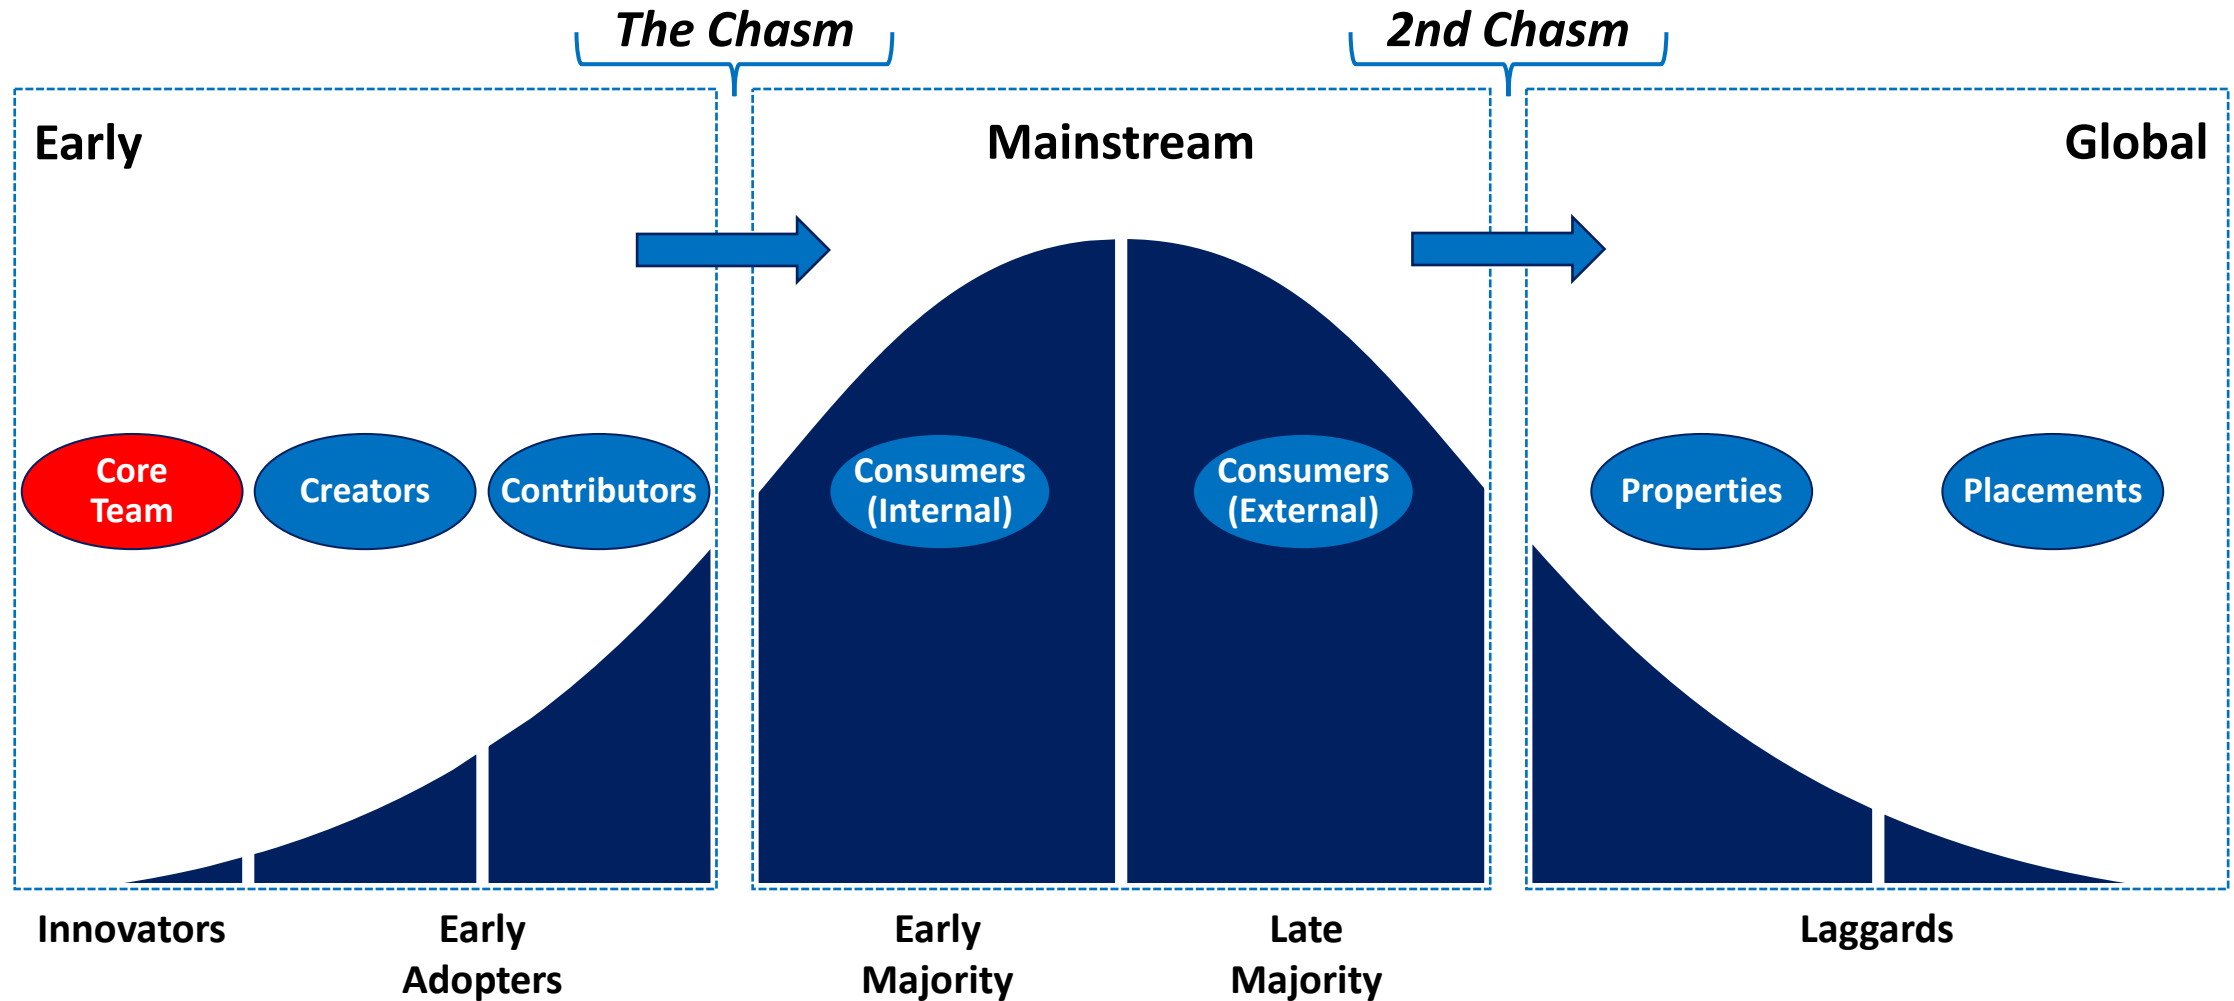 The Chasm
2nd Chasm
Early
Mainstream
Global
Core
Team
Creators
Contributors
Consumers
(Internal)
Consumers
(External)
Properties
Placements
Innovators
Early
Adopters
Early
Majority
Late
Majority
Laggards